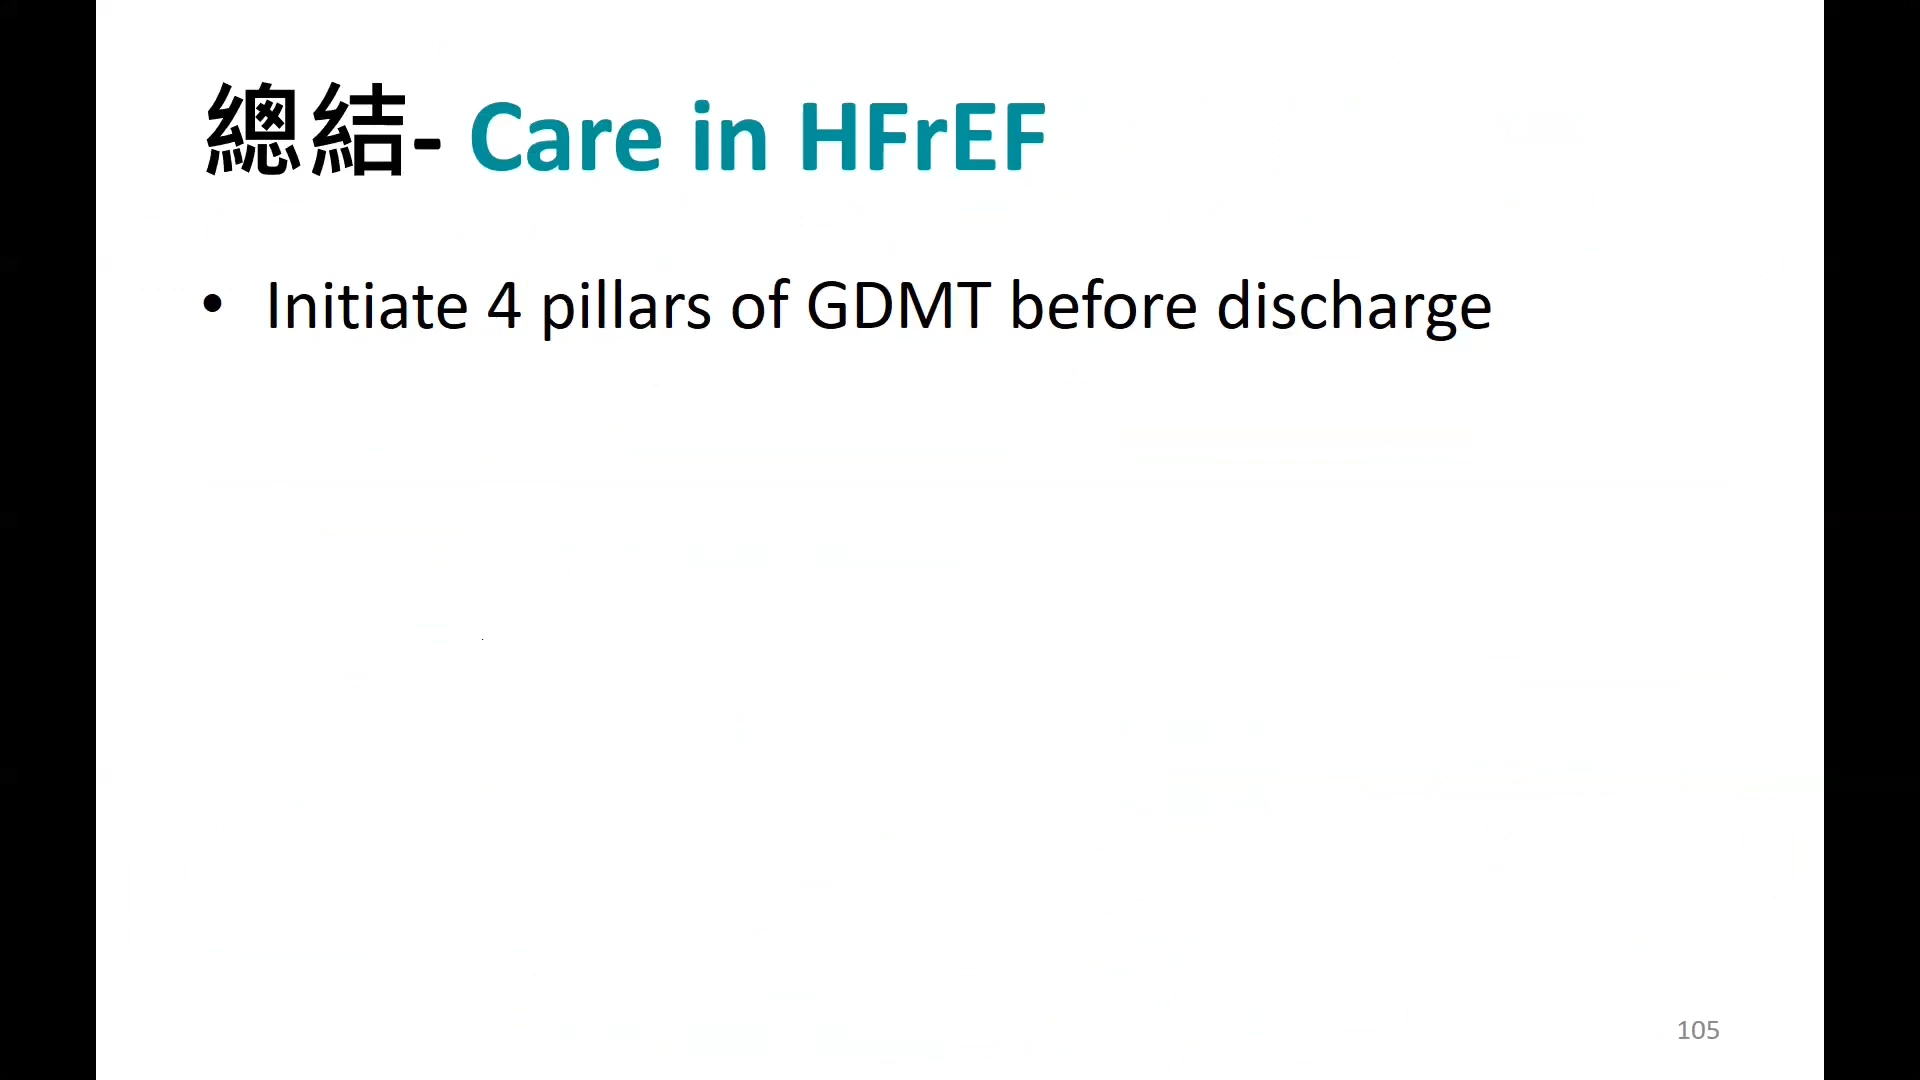 總結- Care in HFrEF
• Initiate 4 pillars of GDMT before discharge
105